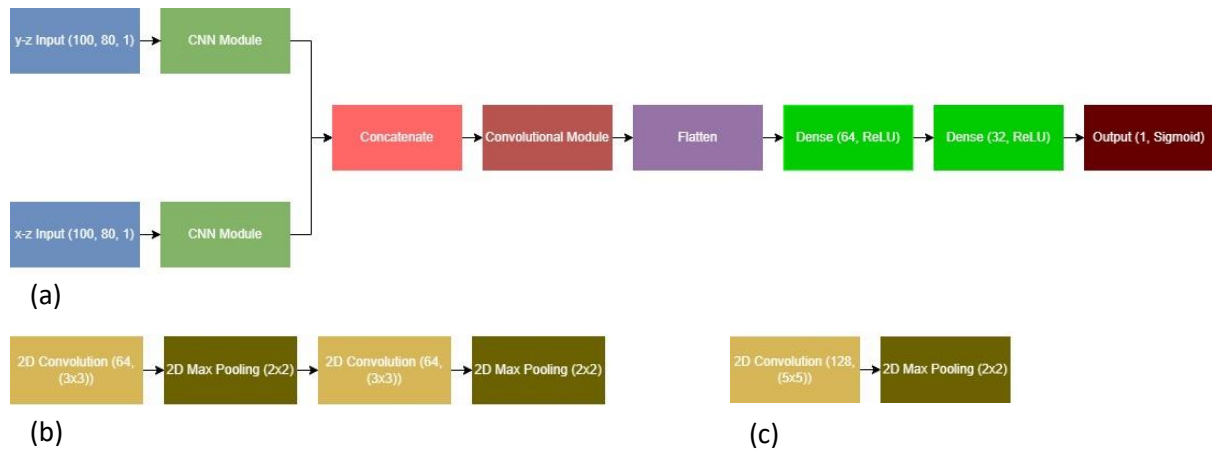 y-z Input (100, 80, 1)
CNN Module
Concatenate
Convolutional Module
Flatten
Dense (64, ReLU)
Dense (32, ReLU)
Output (1, Sigmoid)
x-z Input (100, 80, 1)
CNN Module
(a)
2D Convolution (64,
(3x3))
2D Max Pooling (2x2)
2D Convolution (64,
(3x3))
2D Max Pooling (2x2)
(b)
2D Convolution (128,
(5x5))
2D Max Pooling (2x2)
(c)